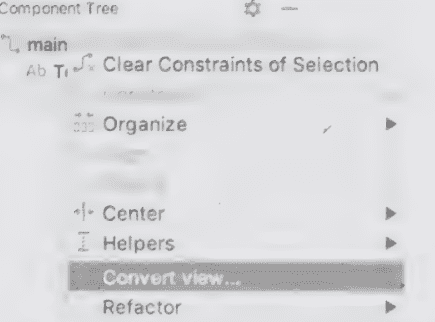 Component Tree
main
Ab
Clear Constraints of Selection
Organize
Center
Helpers
Convert view...
Refactor